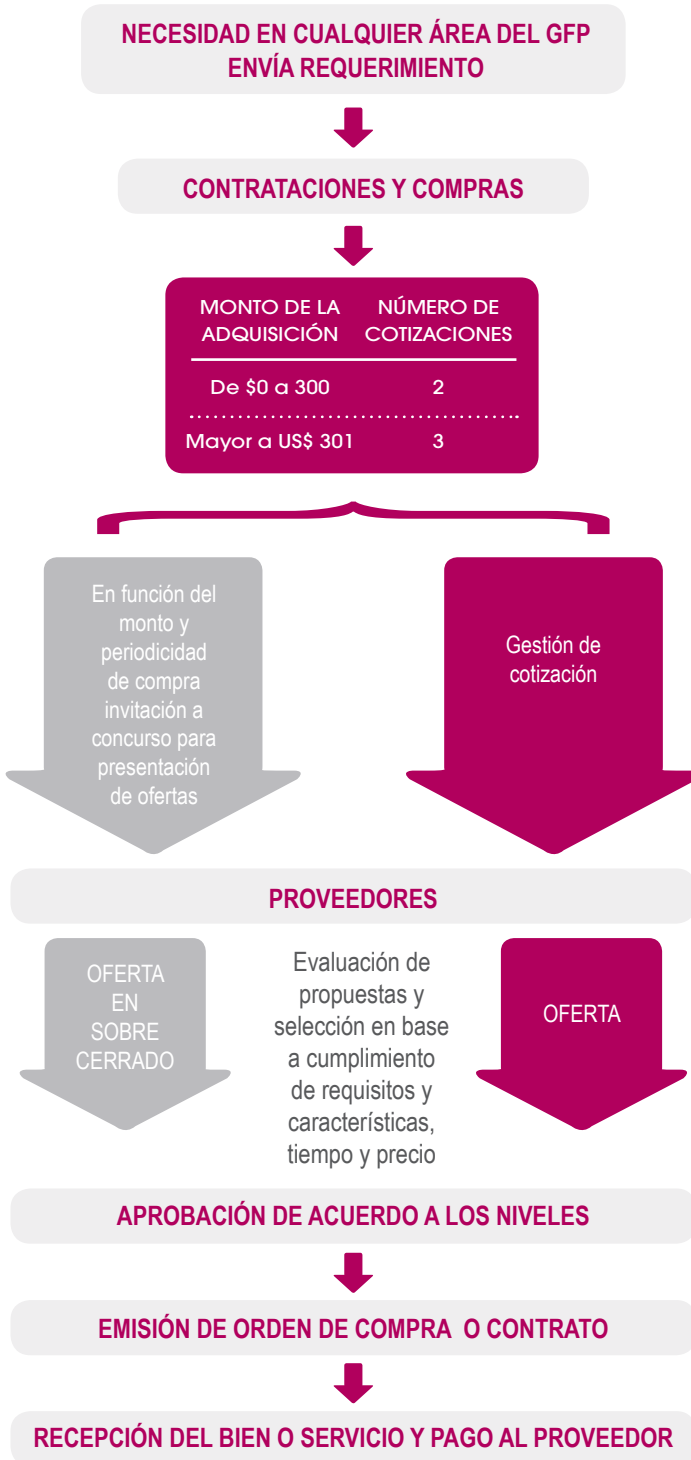 NECESIDAD EN CUALQUIER ÁREA DEL GFP
ENVÍA REQUERIMIENTO
CONTRATACIONES Y COMPRAS
MONTO DE LA
ADQUISICIÓN
NÚMERO DE
COTIZACIONES
De $0 a 300 2
Mayor a US$ 301 3
En función del
monto y
periodicidad
de compra
invitación a
concurso para
presentación
de ofertas
Gestión de
cotización
PROVEEDORES
OFERTA
EN
SOBRE
CERRADO
Evaluación de
propuestas y
selección en base
a cumplimiento
de requisitos y
características,
tiempo y precio
OFERTA
APROBACIÓN DE ACUERDO A LOS NIVELES
EMISIÓN DE ORDEN DE COMPRA O CONTRATO
RECEPCIÓN DEL BIEN O SERVICIO Y PAGO AL PROVEEDOR